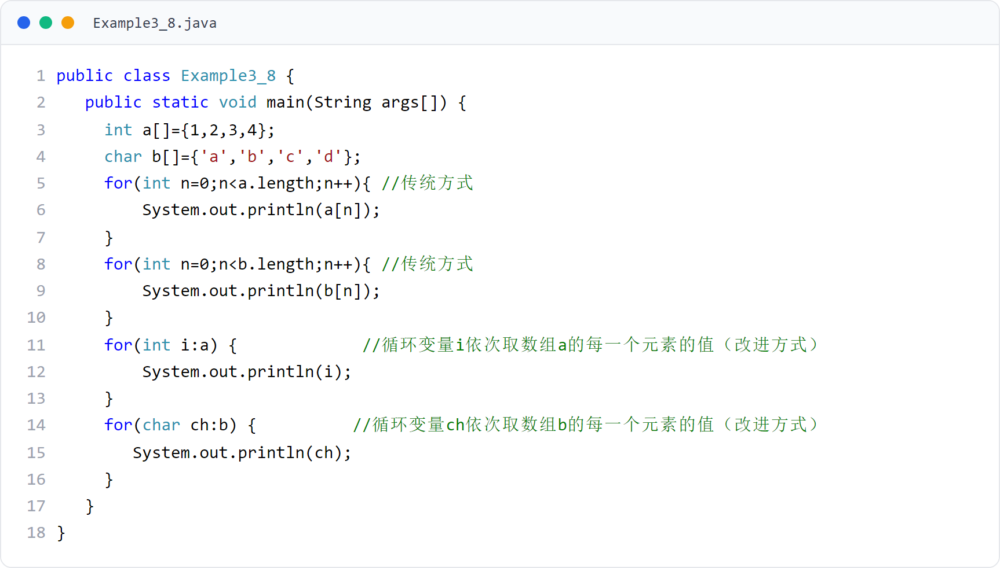 Example3_8.java
1 public class Example3_8 {
2    public static void main(String args[]) {
3      int a[]={1,2,3,4};
4      char b[]={'a','b','c','d'};
5      for(int n=0;n<a.length;n++){ //传统方式
6          System.out.println(a[n]);
7      }
8      for(int n=0;n<b.length;n++){ //传统方式
9          System.out.println(b[n]);
10      }
11      for(int i:a) {             //循环变量i依次取数组a的每一个元素的值（改进方式）
12          System.out.println(i);
13      }
14      for(char ch:b) {          //循环变量ch依次取数组b的每一个元素的值（改进方式）
15         System.out.println(ch);
16      }
17    }
18 }